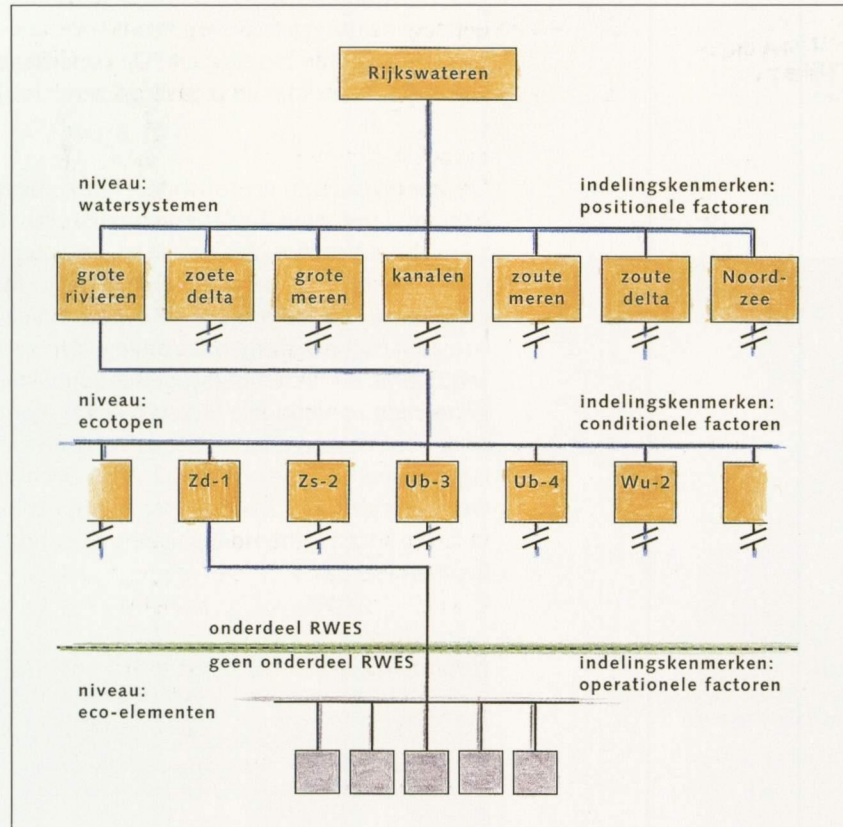 Rijkswateren
niveau:
watersystemen
indelingskenmerken:
positionele factoren
grote
rivieren
zoete
delta
grote
meren
kanalen
zoute
meren
zoute
delta
Noord-
zee
niveau:
ecotopen
indelingskenmerken:
conditionele factoren
Zd-1
Zs-2
Ub-3
Ub-4
Wu-2
onderdeel RWES
geen onderdeel RWES
indelingskenmerken:
operationele factoren
niveau:
eco-elementen